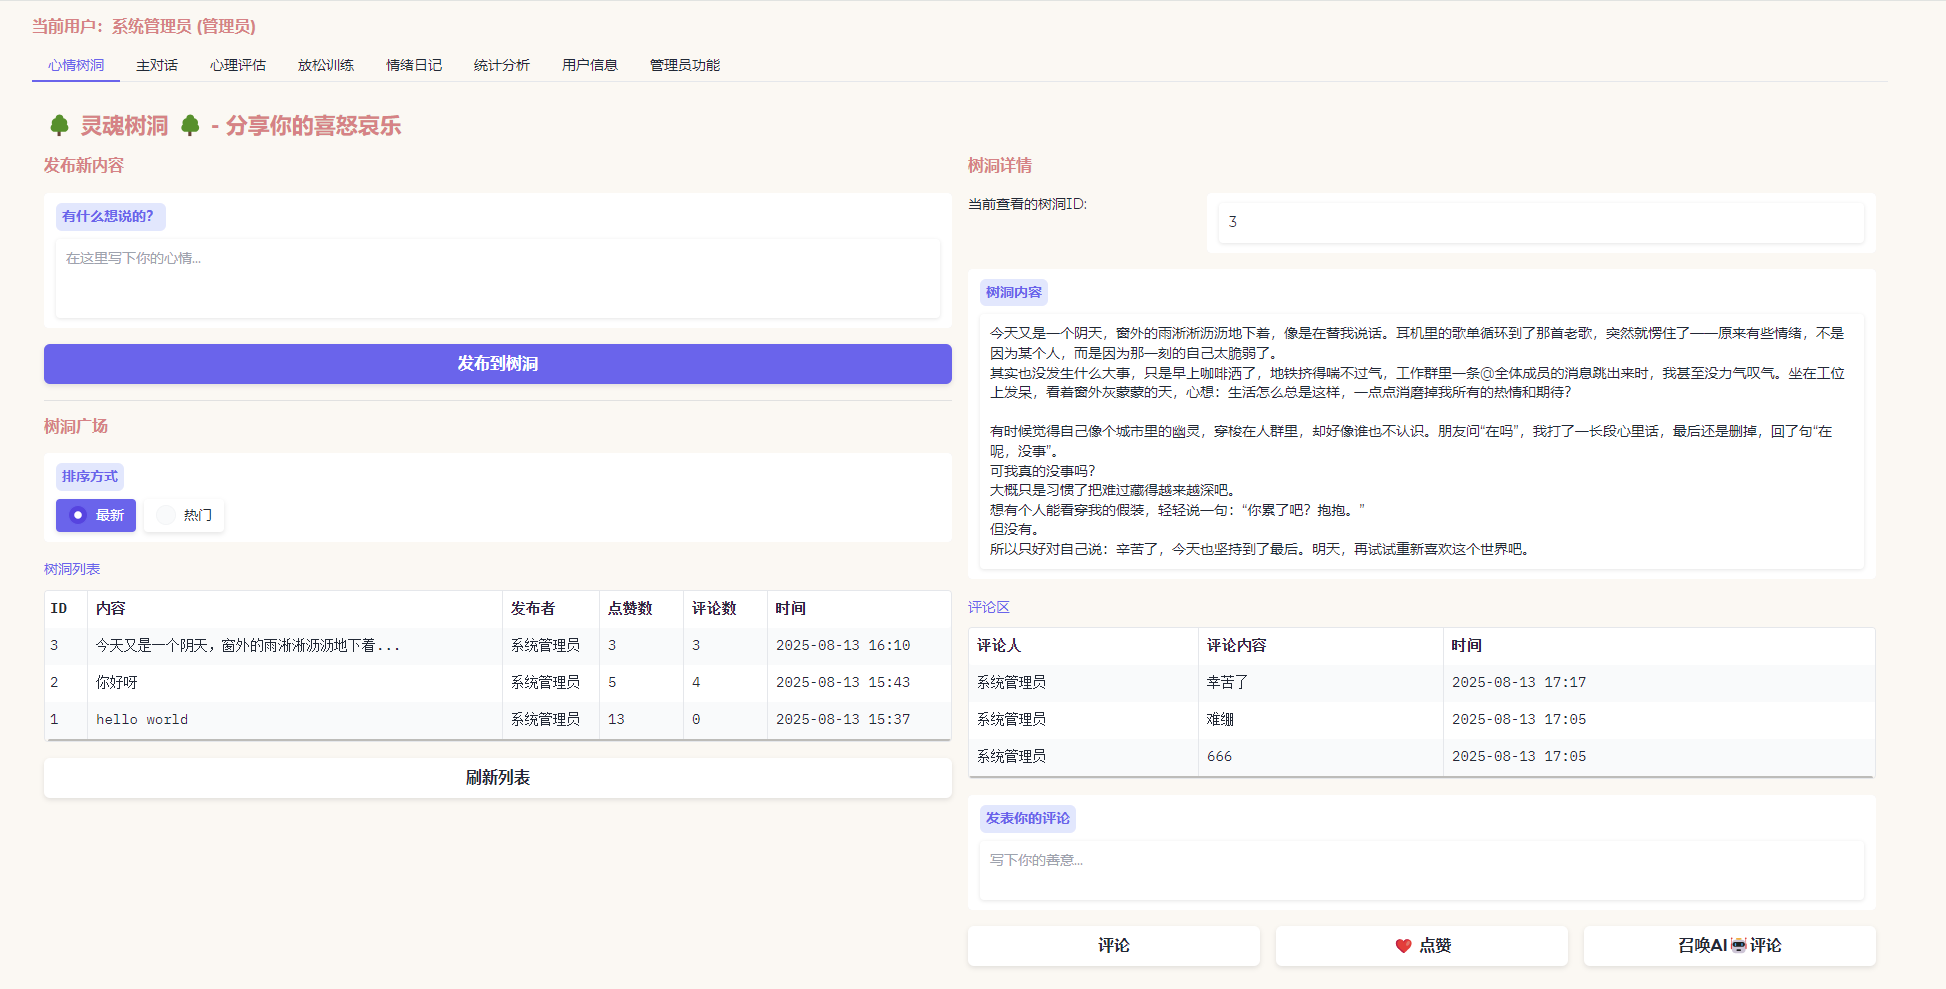 当前用户：系统管理员 (管理员)
心情树洞 主对话 心理评估 放松训练 情绪日记 统计分析 用户信息 管理员功能
灵魂树洞 - 分享你的喜怒哀乐
发布新内容
有什么想说的？
在这里写下你的心情...
发布到树洞
树洞广场
排序方式
最新 热门
树洞列表
ID 内容 发布者 点赞数 评论数 时间
3 今天又是一个阴天，窗外的雨淅淅沥沥地下着... 系统管理员 3 3 2025-08-13 16:10
2 你好呀 系统管理员 5 4 2025-08-13 15:43
1 hello world 系统管理员 13 0 2025-08-13 15:37
刷新列表
树洞详情
当前查看的树洞ID:
3
树洞内容
今天又是一个阴天，窗外的雨淅淅沥沥地下着，像是在替我说话。耳机里的歌单循环到了那首老歌，突然就愣住了——原来有些情绪，不是
因为某个人，而是因为那一刻的自己太脆弱了。
其实也没发生什么大事，只是早上咖啡洒了，地铁挤得喘不过气，工作群里一条@全体成员的消息跳出来时，我甚至没力气叹气。坐在工位
上发呆，看着窗外灰蒙蒙的天，心想：生活怎么总是这样，一点点消磨掉我所有的热情和期待？
有时候觉得自己像个城市里的幽灵，穿梭在人群里，却好像谁也不认识。朋友问“在吗”，我打了一长段心里话，最后还是删掉，回了句“在
呢，没事”。
可我真的没事吗？
大概只是习惯了把难过藏得越来越深吧。
想有个人能看穿我的假装，轻轻说一句：“你累了吧？抱抱。”
但没有。
所以只好对自己说：辛苦了，今天也坚持到了最后。明天，再试试重新喜欢这个世界吧。
评论区
评论人 评论内容 时间
系统管理员 幸苦了 2025-08-13 17:17
系统管理员 难绷 2025-08-13 17:05
系统管理员 666 2025-08-13 17:05
发表你的评论
写下你的善意...
评论 点赞 召唤AI评论